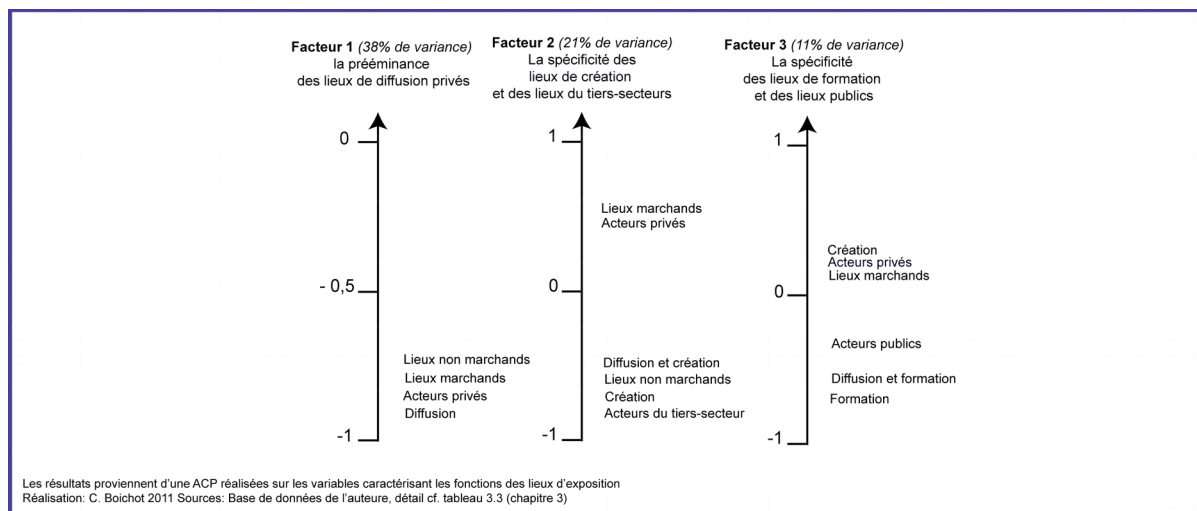 Facteur 1 (38% de variance)
la prééminance
des lieux de diffusion privés
0
- 0,5
-1
Lieux non marchands
Lieux marchands
Acteurs privés
Diffusion
Facteur 2 (21% de variance)
La spécificité des
lieux de création
et des lieux du tiers-secteurs
1
0
-1
Lieux marchands
Acteurs privés
Diffusion et création
Lieux non marchands
Création
Acteurs du tiers-secteur
Facteur 3 (11% de variance)
La spécificité
des lieux de formation
et des lieux publics
1
0
-1
Création
Acteurs privés
Lieux marchands
Acteurs publics
Diffusion et formation
Formation
Les résultats proviennent d'une ACP réalisées sur les variables caractérisant les fonctions des lieux d'exposition
Réalisation: C. Boichot 2011 Sources: Base de données de l'auteure, détail cf. tableau 3.3 (chapitre 3)